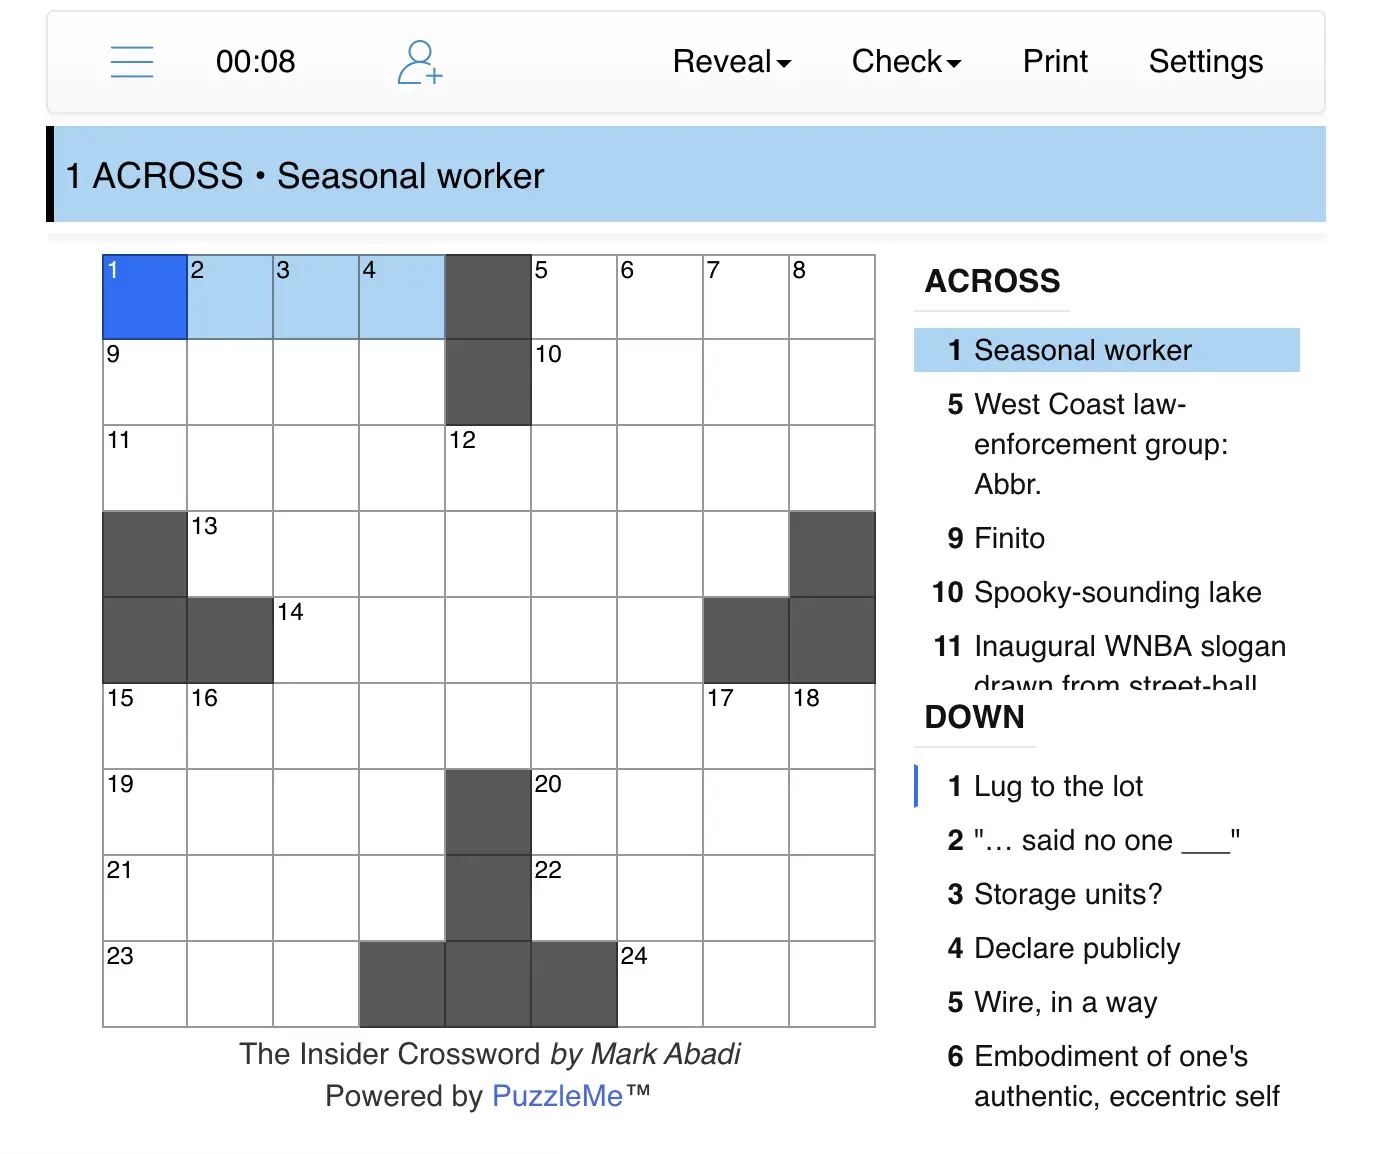 00:08
Reveal
Check
Print
Settings
1 ACROSS • Seasonal worker
1 2 3 4 5 6 7 8
9 10
11 12
13
14
15 16 17 18
19 20
21 22
23 24
The Insider Crossword by Mark Abadi
Powered by PuzzleMe™
ACROSS
1 Seasonal worker
5 West Coast law-
enforcement group:
Abbr.
9 Finito
10 Spooky-sounding lake
11 Inaugural WNBA slogan
drawn from street-ball
DOWN
1 Lug to the lot
2 "… said no one ___"
3 Storage units?
4 Declare publicly
5 Wire, in a way
6 Embodiment of one's
authentic, eccentric self